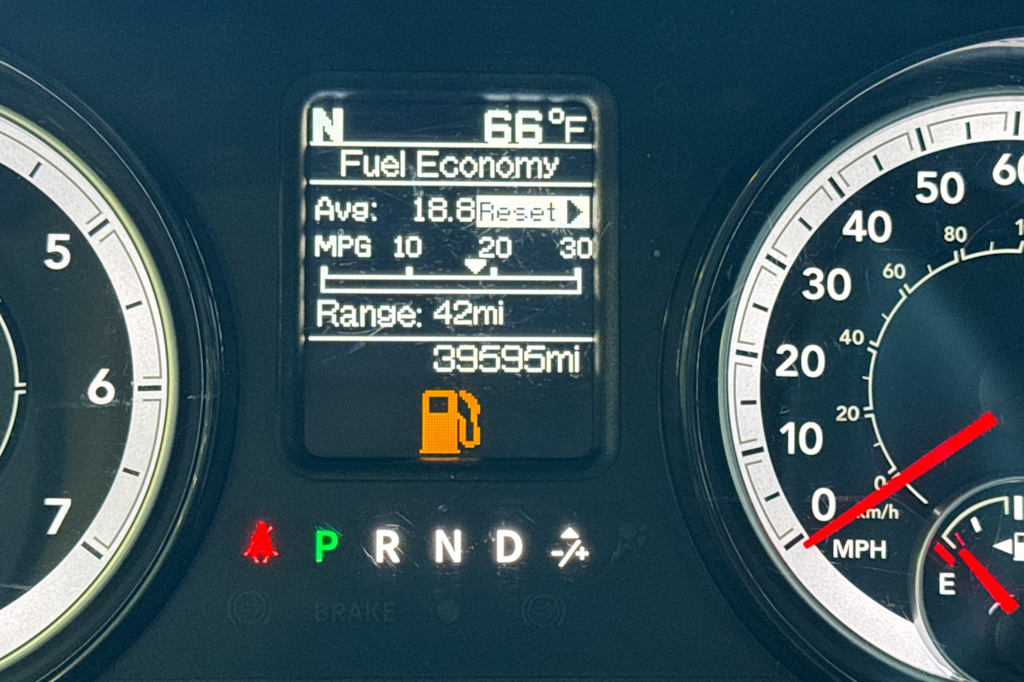 N 66°F
Fuel Economy
Avg: 18.8 Reset
MPG 10 20 30
Range: 42mi
39595mi
P R N D -/+
BRAKE
5
6
7
60
50
40
30
20
10
0
MPH
80
60
40
20
0
km/h
E